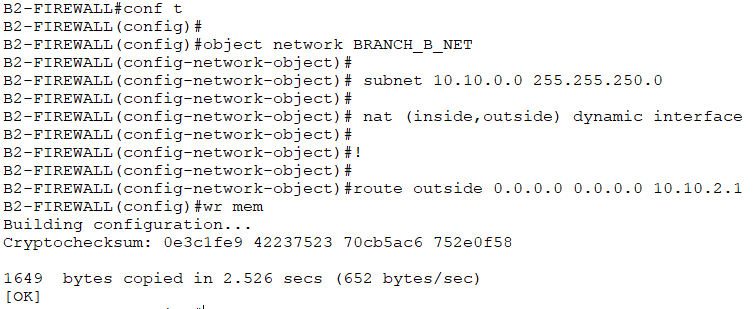 B2-FIREWALL#conf t
B2-FIREWALL(config)#
B2-FIREWALL(config)#object network BRANCH_B_NET
B2-FIREWALL(config-network-object)#
B2-FIREWALL(config-network-object)# subnet 10.10.0.0 255.255.250.0
B2-FIREWALL(config-network-object)#
B2-FIREWALL(config-network-object)# nat (inside,outside) dynamic interface
B2-FIREWALL(config-network-object)#
B2-FIREWALL(config-network-object)#!
B2-FIREWALL(config-network-object)#
B2-FIREWALL(config-network-object)#route outside 0.0.0.0 0.0.0.0 10.10.2.1
B2-FIREWALL(config)#wr mem
Building configuration...
Cryptochecksum: 0e3c1fe9 42237523 70cb5ac6 752e0f58
1649 bytes copied in 2.526 secs (652 bytes/sec)
[OK]